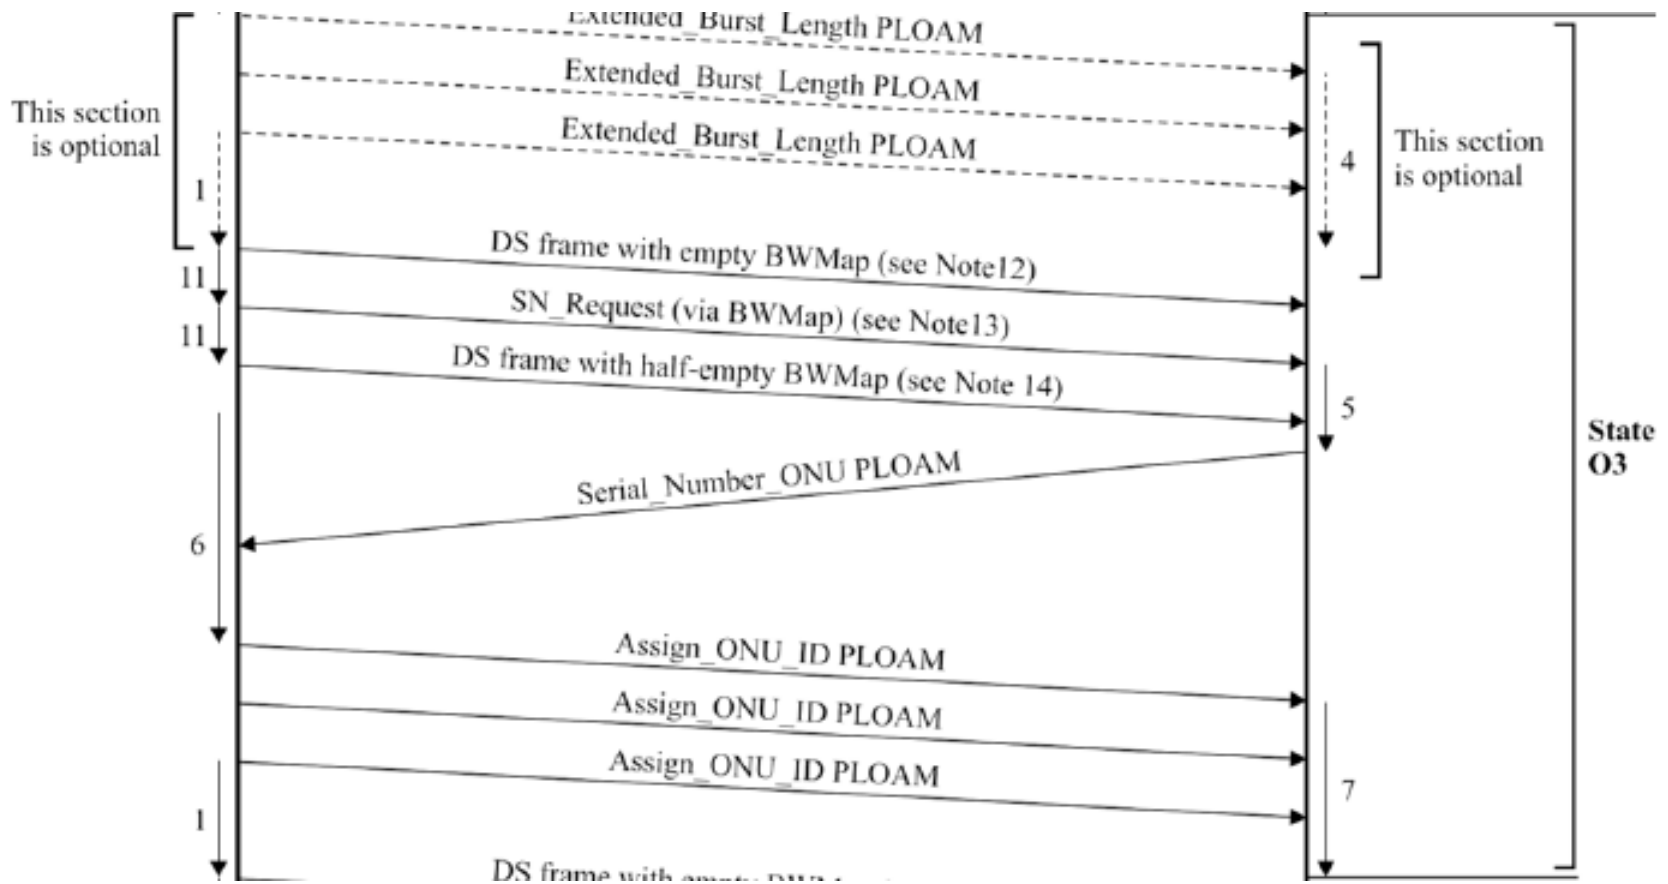 Extended_Burst_Length PLOAM
Extended_Burst_Length PLOAM
This section
is optional
Extended_Burst_Length PLOAM
4
This section
is optional
1
DS frame with empty BWMap (see Note12)
11
SN_Request (via BWMap) (see Note13)
11
DS frame with half-empty BWMap (see Note 14)
5
State
O3
Serial_Number_ONU PLOAM
6
Assign_ONU_ID PLOAM
Assign_ONU_ID PLOAM
Assign_ONU_ID PLOAM
7
1
DS frame with empty